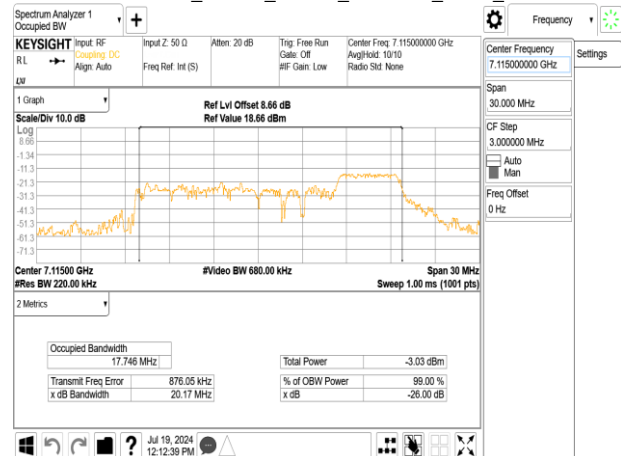 Spectrum Analyzer 1
Occupied BW
+
Frequency
KEYSIGHT
Input: RF
Coupling: DC
Align: Auto
Input Z: 50 Ω
Freq Ref: Int (S)
Atten: 20 dB
Trig: Free Run
Gate: Off
#IF Gain: Low
Center Freq: 7.115000000 GHz
Avg|Hold: 10/10
Radio Std: None
RL
LXI
Center Frequency
7.115000000 GHz
Settings
Span
30.000 MHz
CF Step
3.000000 MHz
Auto
Man
Freq Offset
0 Hz
1 Graph
Scale/Div 10.0 dB
Ref Lvl Offset 8.66 dB
Ref Value 18.66 dBm
Log
8.66
-1.34
-11.3
-21.3
-31.3
-41.3
-51.3
-61.3
-71.3
Center 7.11500 GHz
#Video BW 680.00 kHz
Span 30 MHz
#Res BW 220.00 kHz
Sweep 1.00 ms (1001 pts)
2 Metrics
Occupied Bandwidth
17.746 MHz
Total Power -3.03 dBm
Transmit Freq Error 876.05 kHz
% of OBW Power 99.00 %
x dB Bandwidth 20.17 MHz
x dB -26.00 dB
?
Jul 19, 2024
12:12:39 PM